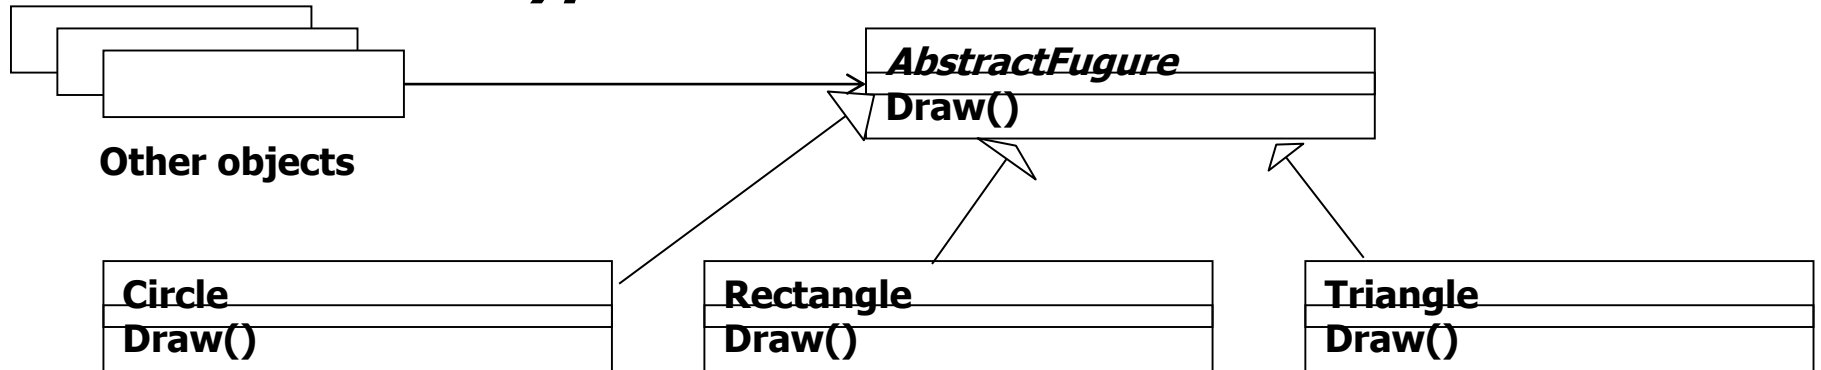 AbstractFugure
Draw()
Other objects
Circle
Draw()
Rectangle
Draw()
Triangle
Draw()